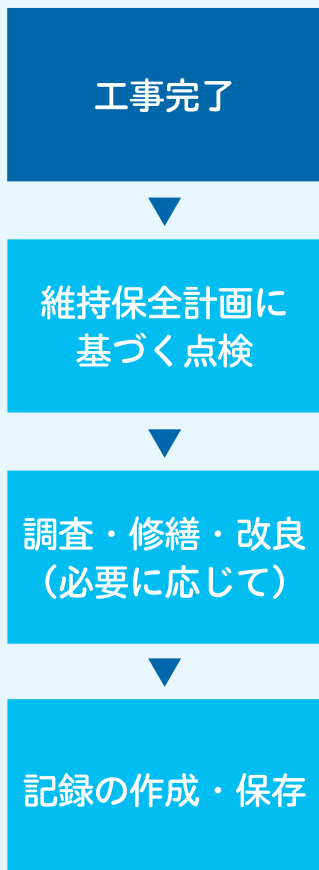 工事完了
維持保全計画に
基づく点検
調査・修繕・改良
（必要に応じて）
記録の作成・保存